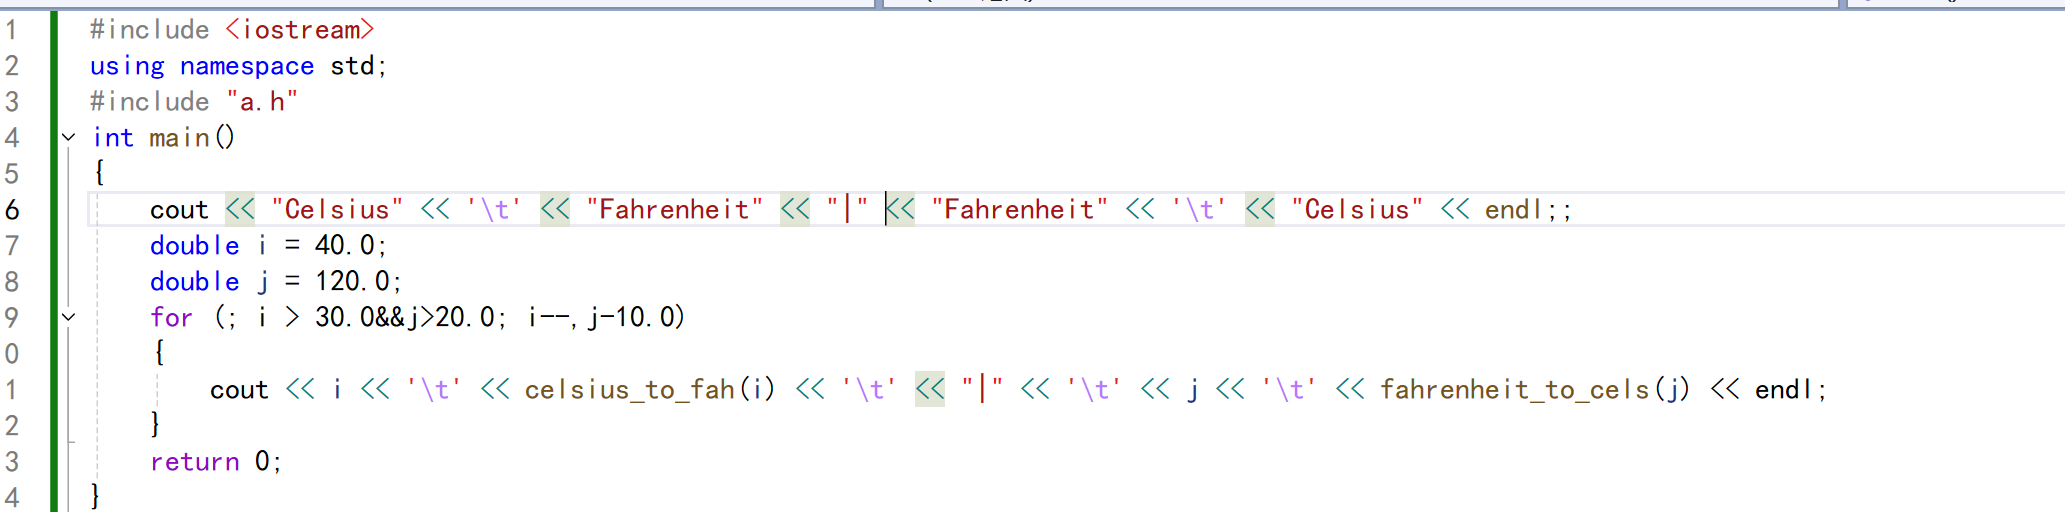 1 #include <iostream>
2 using namespace std;
3 #include "a.h"
4 int main()
5 {
6 cout << "Celsius" << '\t' << "Fahrenheit" << "|" << "Fahrenheit" << '\t' << "Celsius" << endl;;
7 double i = 40.0;
8 double j = 120.0;
9 for (; i > 30.0&&j>20.0; i--,j-10.0)
0 {
1 cout << i << '\t' << celsius_to_fah(i) << '\t' << "|" << '\t' << j << '\t' << fahrenheit_to_cels(j) << endl;
2 }
3 return 0;
4 }